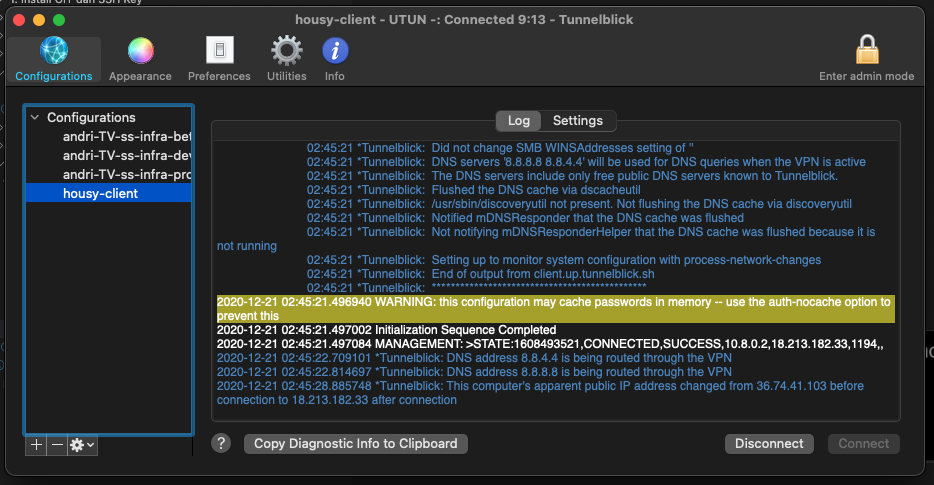 housy-client - UTUN -: Connected 9:13 - Tunnelblick
Configurations
Appearance
Preferences
Utilities
Info
Enter admin mode
Configurations
andri-TV-ss-infra-bet
andri-TV-ss-infra-dev
andri-TV-ss-infra-pro
housy-client
Log
Settings
02:45:21 *Tunnelblick: Did not change SMB WINSAddresses setting of ''
02:45:21 *Tunnelblick: DNS servers '8.8.8.8 8.8.4.4' will be used for DNS queries when the VPN is active
02:45:21 *Tunnelblick: The DNS servers include only free public DNS servers known to Tunnelblick.
02:45:21 *Tunnelblick: Flushed the DNS cache via dscacheutil
02:45:21 *Tunnelblick: /usr/sbin/discoveryutil not present. Not flushing the DNS cache via discoveryutil
02:45:21 *Tunnelblick: Notified mDNSResponder that the DNS cache was flushed
02:45:21 *Tunnelblick: Not notifying mDNSResponderHelper that the DNS cache was flushed because it is
not running
02:45:21 *Tunnelblick: Setting up to monitor system configuration with process-network-changes
02:45:21 *Tunnelblick: End of output from client.up.tunnelblick.sh
02:45:21 *Tunnelblick: **********************************************
2020-12-21 02:45:21.496940 WARNING: this configuration may cache passwords in memory -- use the auth-nocache option to
prevent this
2020-12-21 02:45:21.497002 Initialization Sequence Completed
2020-12-21 02:45:21.497084 MANAGEMENT: >STATE:1608493521,CONNECTED,SUCCESS,10.8.0.2,18.213.182.33,1194,,
2020-12-21 02:45:22.709101 *Tunnelblick: DNS address 8.8.4.4 is being routed through the VPN
2020-12-21 02:45:22.814697 *Tunnelblick: DNS address 8.8.8.8 is being routed through the VPN
2020-12-21 02:45:28.885748 *Tunnelblick: This computer's apparent public IP address changed from 36.74.41.103 before
connection to 18.213.182.33 after connection
?
Copy Diagnostic Info to Clipboard
Disconnect
Connect